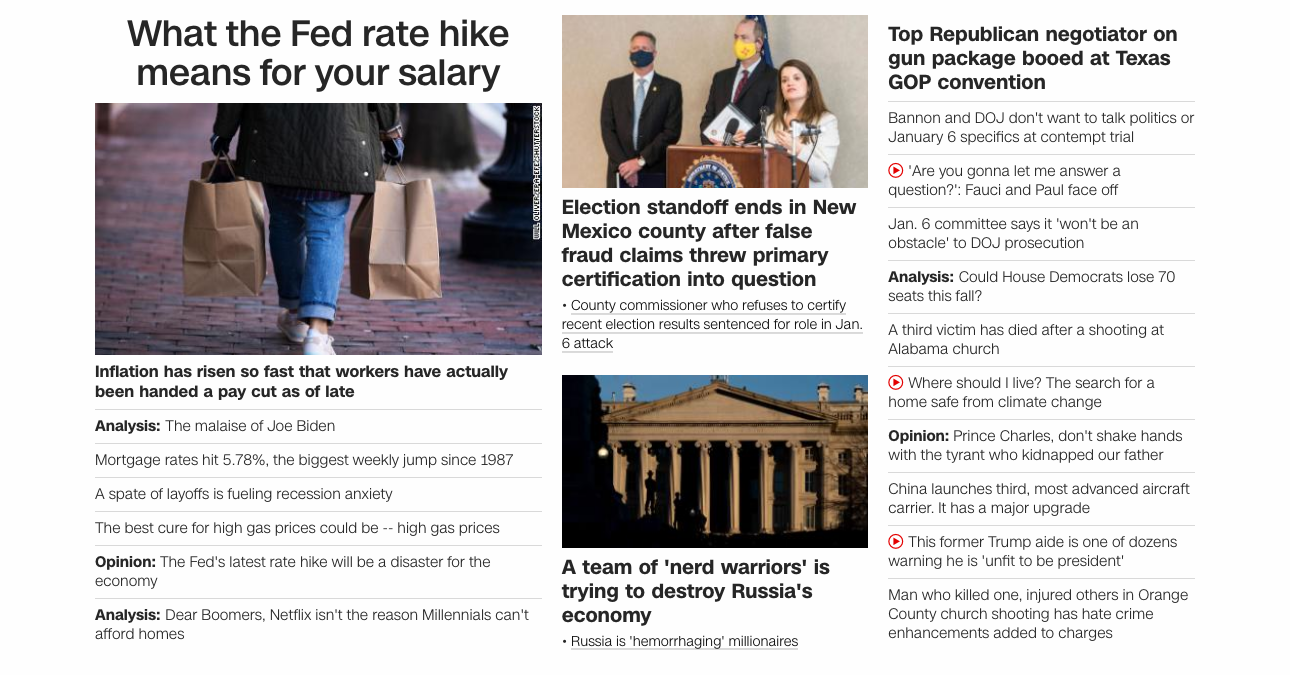 What the Fed rate hike
means for your salary
WILL OLIVER/EPA-EFE/SHUTTERSTOCK
Inflation has risen so fast that workers have actually
been handed a pay cut as of late
Analysis: The malaise of Joe Biden
Mortgage rates hit 5.78%, the biggest weekly jump since 1987
A spate of layoffs is fueling recession anxiety
The best cure for high gas prices could be -- high gas prices
Opinion: The Fed's latest rate hike will be a disaster for the
economy
Analysis: Dear Boomers, Netflix isn't the reason Millennials can't
afford homes
Election standoff ends in New
Mexico county after false
fraud claims threw primary
certification into question
• County commissioner who refuses to certify
recent election results sentenced for role in Jan.
6 attack
A team of 'nerd warriors' is
trying to destroy Russia's
economy
• Russia is 'hemorrhaging' millionaires
Top Republican negotiator on
gun package booed at Texas
GOP convention
Bannon and DOJ don't want to talk politics or
January 6 specifics at contempt trial
'Are you gonna let me answer a
question?': Fauci and Paul face off
Jan. 6 committee says it 'won't be an
obstacle' to DOJ prosecution
Analysis: Could House Democrats lose 70
seats this fall?
A third victim has died after a shooting at
Alabama church
Where should I live? The search for a
home safe from climate change
Opinion: Prince Charles, don't shake hands
with the tyrant who kidnapped our father
China launches third, most advanced aircraft
carrier. It has a major upgrade
This former Trump aide is one of dozens
warning he is 'unfit to be president'
Man who killed one, injured others in Orange
County church shooting has hate crime
enhancements added to charges